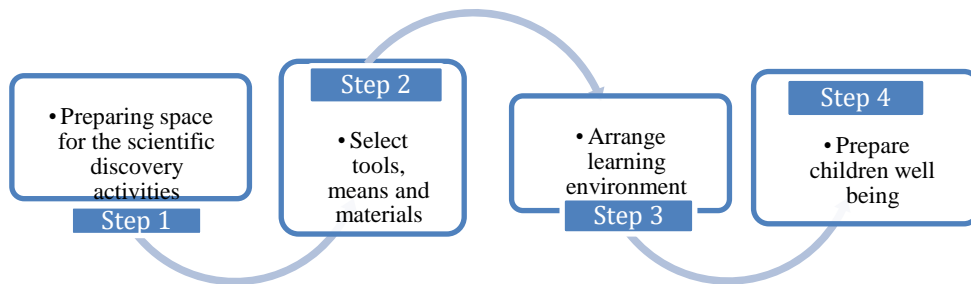 • Preparing space
for the scientific
discovery
activities
Step 1
Step 2
• Select
tools,
means and
materials
• Arrange
learning
environment
Step 3
Step 4
• Prepare
children well
being